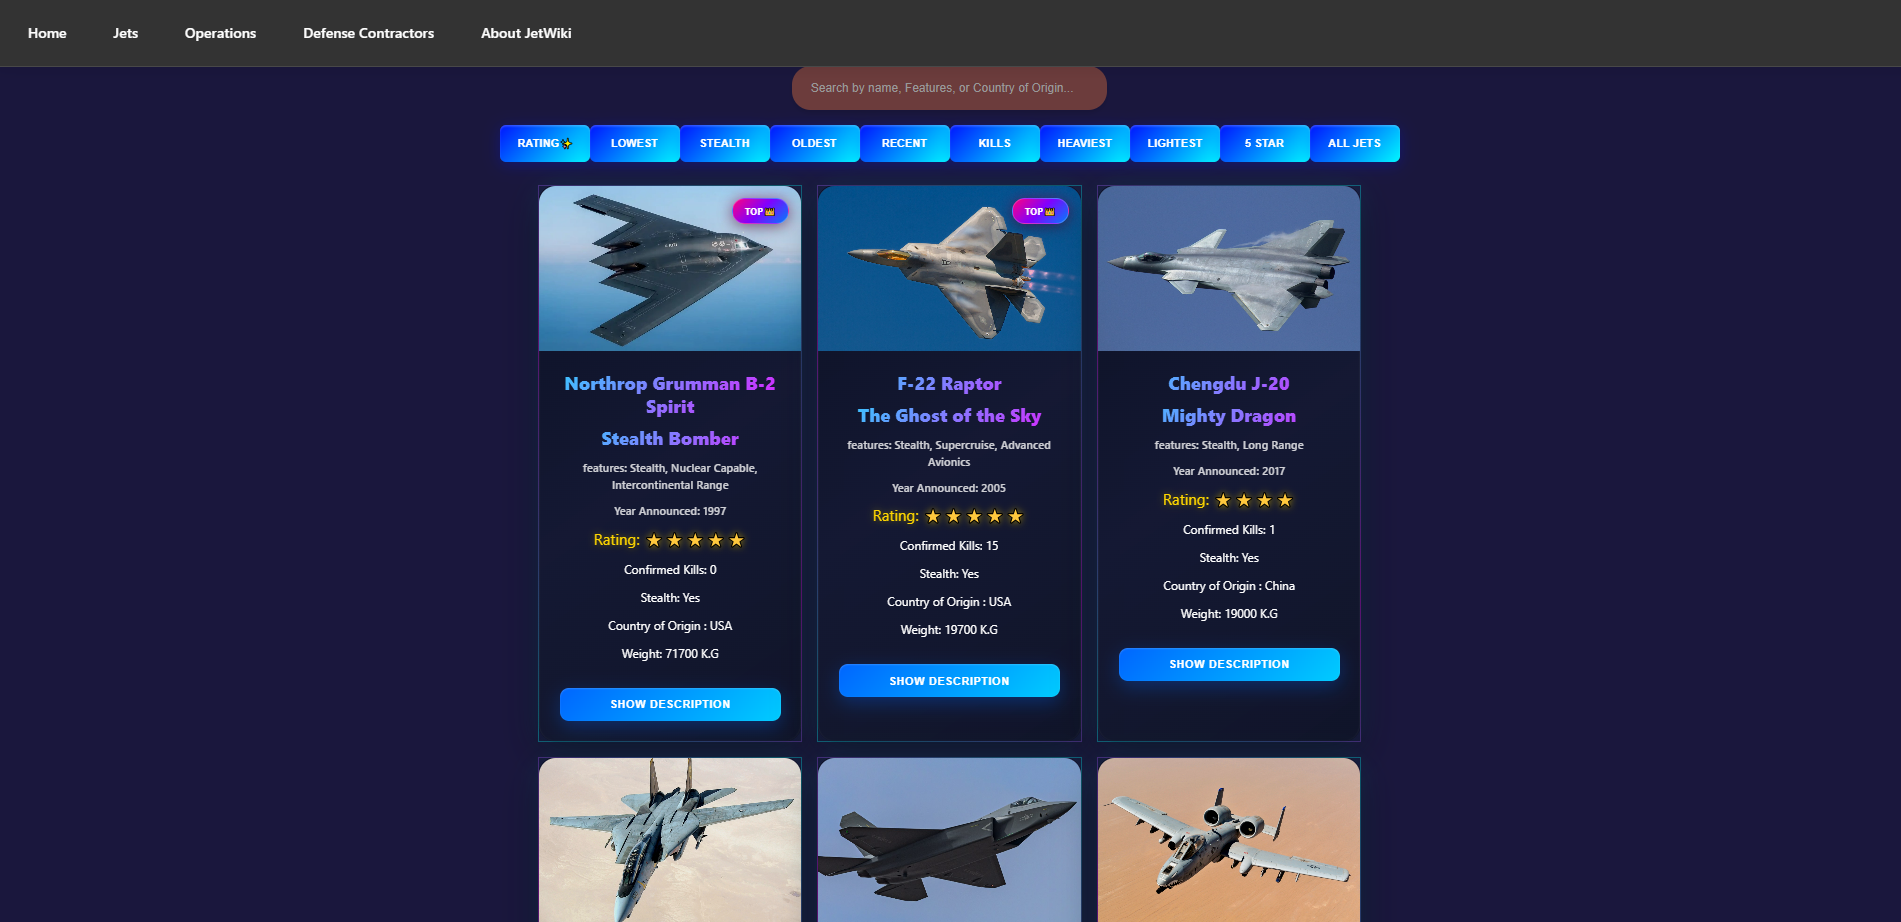 Home Jets Operations Defense Contractors About JetWiki
Search by name, Features, or Country of Origin...
RATING✨ LOWEST STEALTH OLDEST RECENT KILLS HEAVIEST LIGHTEST 5 STAR ALL JETS
TOP👑
Northrop Grumman B-2
Spirit
Stealth Bomber
features: Stealth, Nuclear Capable,
Intercontinental Range
Year Announced: 1997
Rating: ★ ★ ★ ★ ★
Confirmed Kills: 0
Stealth: Yes
Country of Origin : USA
Weight: 71700 K.G
SHOW DESCRIPTION
TOP👑
F-22 Raptor
The Ghost of the Sky
features: Stealth, Supercruise, Advanced
Avionics
Year Announced: 2005
Rating: ★ ★ ★ ★ ★
Confirmed Kills: 15
Stealth: Yes
Country of Origin : USA
Weight: 19700 K.G
SHOW DESCRIPTION
Chengdu J-20
Mighty Dragon
features: Stealth, Long Range
Year Announced: 2017
Rating: ★ ★ ★ ★
Confirmed Kills: 1
Stealth: Yes
Country of Origin : China
Weight: 19000 K.G
SHOW DESCRIPTION